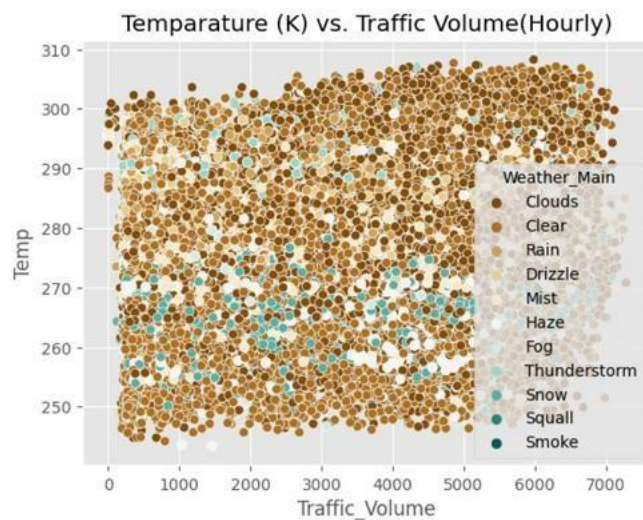 Temparature (K) vs. Traffic Volume(Hourly)
310
300
290
280
270
260
250
Temp
Weather_Main
Clouds
Clear
Rain
Drizzle
Mist
Haze
Fog
Thunderstorm
Snow
Squall
Smoke
0 1000 2000 3000 4000 5000 6000 7000
Traffic_Volume